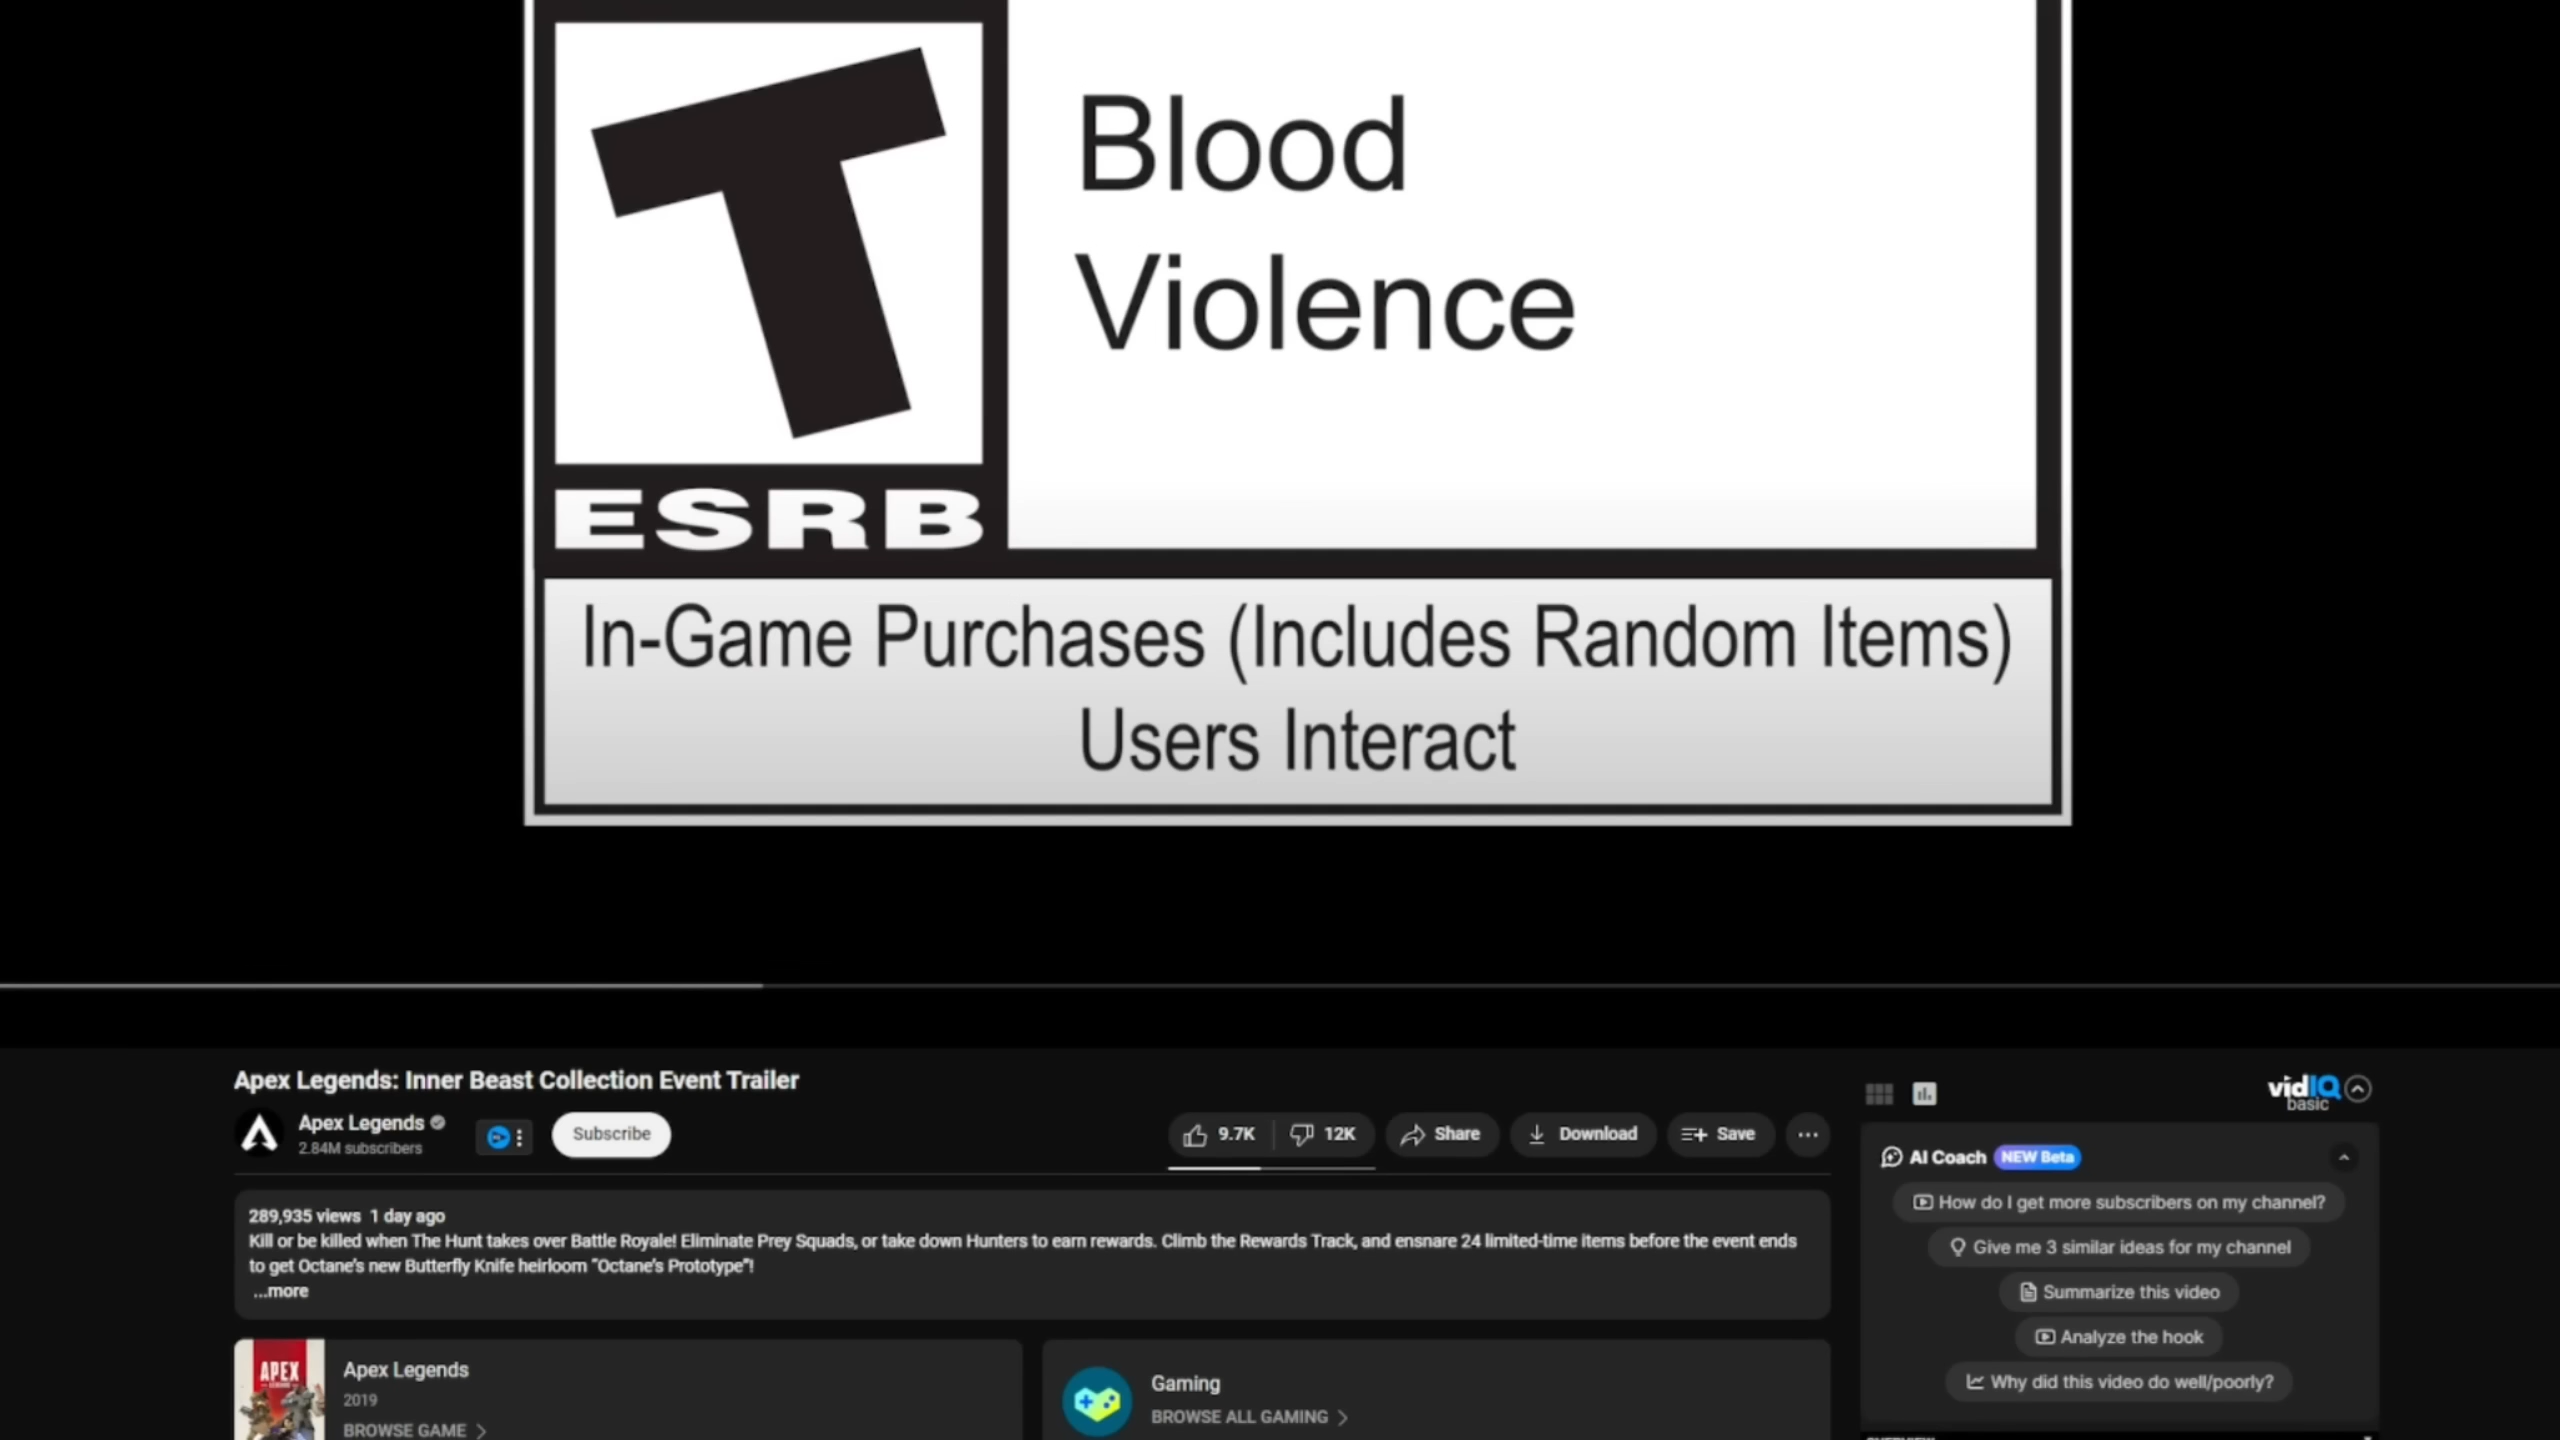 T
Blood
Violence
ESRB
In-Game Purchases (Includes Random Items)
Users Interact
Apex Legends: Inner Beast Collection Event Trailer
Apex Legends
2.84M subscribers
Subscribe
9.7K
12K
Share
Download
Save
289,935 views 1 day ago
Kill or be killed when The Hunt takes over Battle Royale! Eliminate Prey Squads, or take down Hunters to earn rewards. Climb the Rewards Track, and ensnare 24 limited-time items before the event ends
to get Octane's new Butterfly Knife heirloom "Octane's Prototype"!
...more
APEX
Apex Legends
2019
BROWSE GAME
Gaming
BROWSE ALL GAMING
vidIQ
basic
AI Coach NEW Beta
How do I get more subscribers on my channel?
Give me 3 similar ideas for my channel
Summarize this video
Analyze the hook
Why did this video do well/poorly?